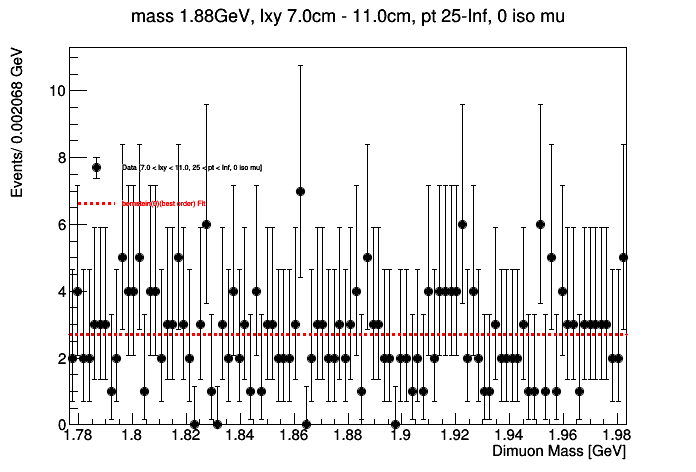 mass 1.88GeV, lxy 7.0cm - 11.0cm, pt 25-Inf, 0 iso mu
Events/ 0.002068 GeV
10
8
6
4
2
0
Data [7.0 < lxy < 11.0, 25 < pt < Inf, 0 iso mu]
bernstein(0)(best order) Fit
1.78 1.8 1.82 1.84 1.86 1.88 1.9 1.92 1.94 1.96 1.98
Dimuon Mass [GeV]